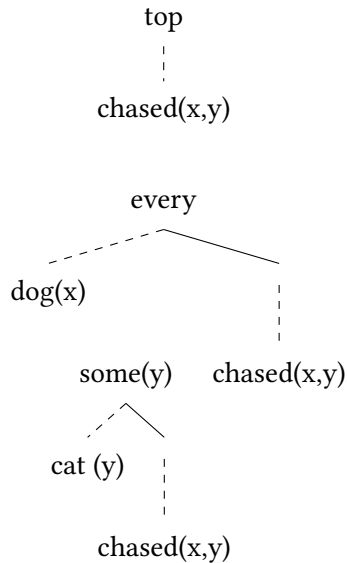 top
chased(x,y)
every
dog(x)
some(y) chased(x,y)
cat (y)
chased(x,y)